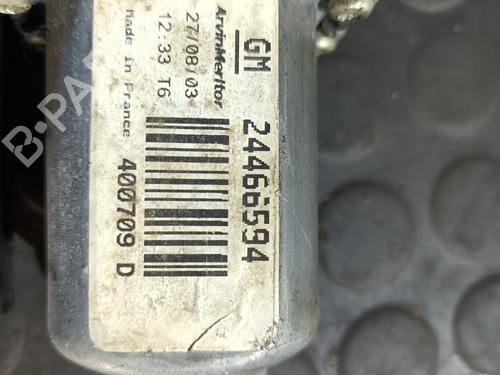 GM
24466594
ArvinMeritor
27/08/03
12:33 T6
Made in France
400709 D
B-PA